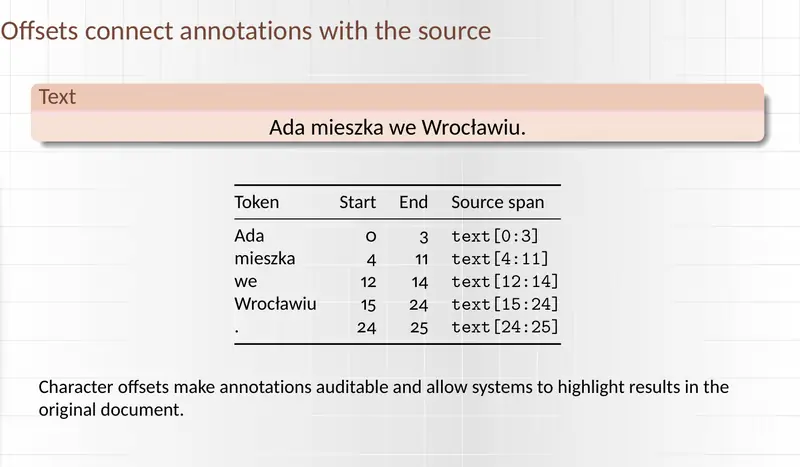 Offsets connect annotations with the source
Text
Ada mieszka we Wrocławiu.
Token Start End Source span
Ada 0 3 text[0:3]
mieszka 4 11 text[4:11]
we 12 14 text[12:14]
Wrocławiu 15 24 text[15:24]
. 24 25 text[24:25]
Character offsets make annotations auditable and allow systems to highlight results in the
original document.